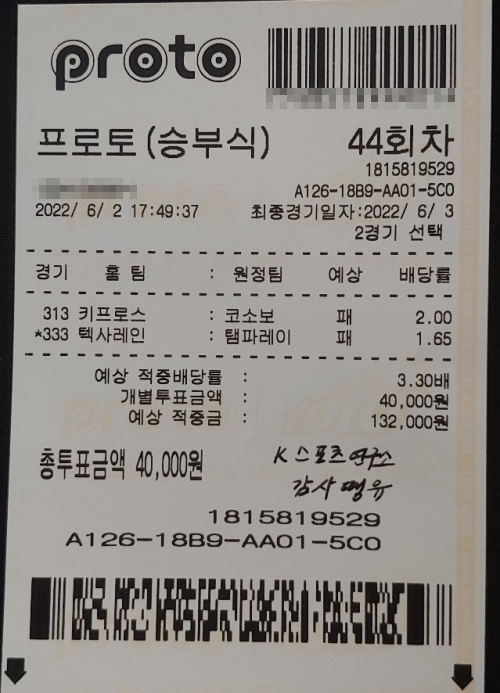 proto
프로토(승부식) 44회차
1815819529
A126-18B9-AA01-5C0
2022/ 6/ 2 17:49:37 최종경기일자:2022/ 6/ 3
2경기 선택
경기 홈 팀 : 원정팀 예상 배당률
313 키프로스 : 코소보 패 2.00
*333 텍사레인 : 탬파레이 패 1.65
예상 적중배당률 : 3.30배
개별투표금액 : 40,000원
예상 적중금 : 132,000원
총투표금액 40,000원
K스포츠연구소
감사땡유
1815819529
A126-18B9-AA01-5C0